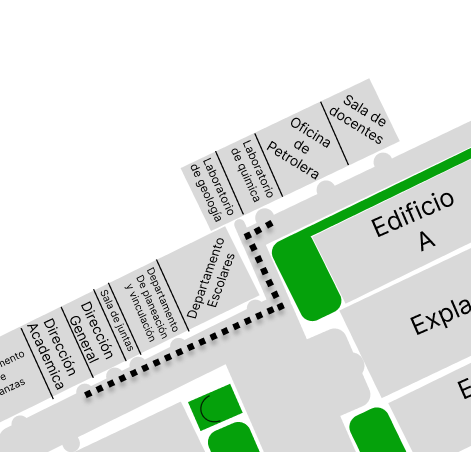 Sala de
docentes
Oficina
de
Petrolera
Laboratorio
de química
Laboratorio
de geología
Edificio
A
Departamento
Escolares
Departamento
De planeación
y vinculación
Sala de juntas
Dirección
General
Dirección
Academica
mento
e
anzas
Expla
E